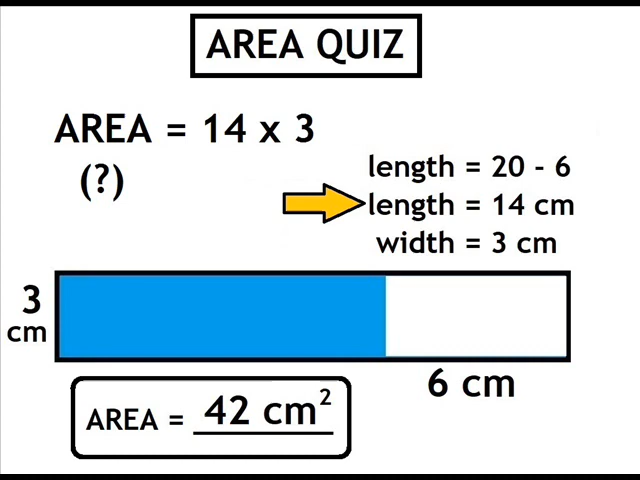 AREA QUIZ
AREA = 14 x 3
(?)
length = 20 - 6
length = 14 cm
width = 3 cm
3
cm
6 cm
AREA = 42 cm²